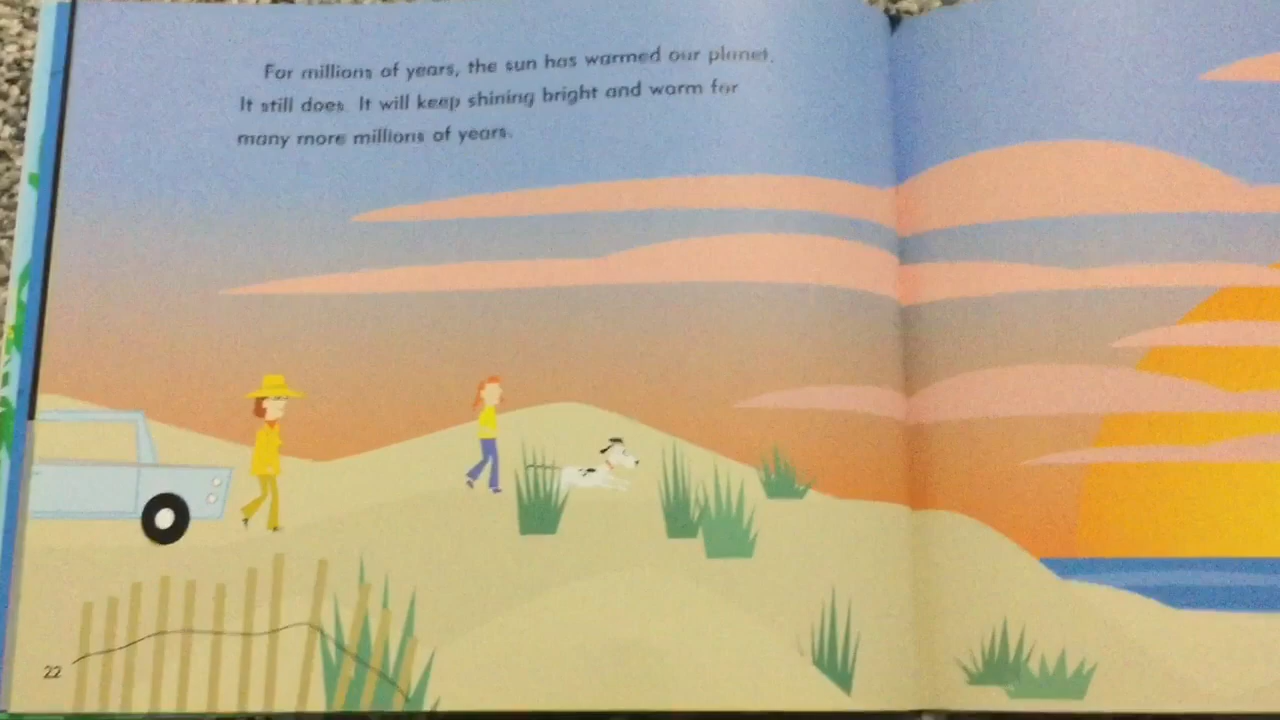 For millions of years, the sun has warmed our planet.
It still does. It will keep shining bright and warm for
many more millions of years.
22